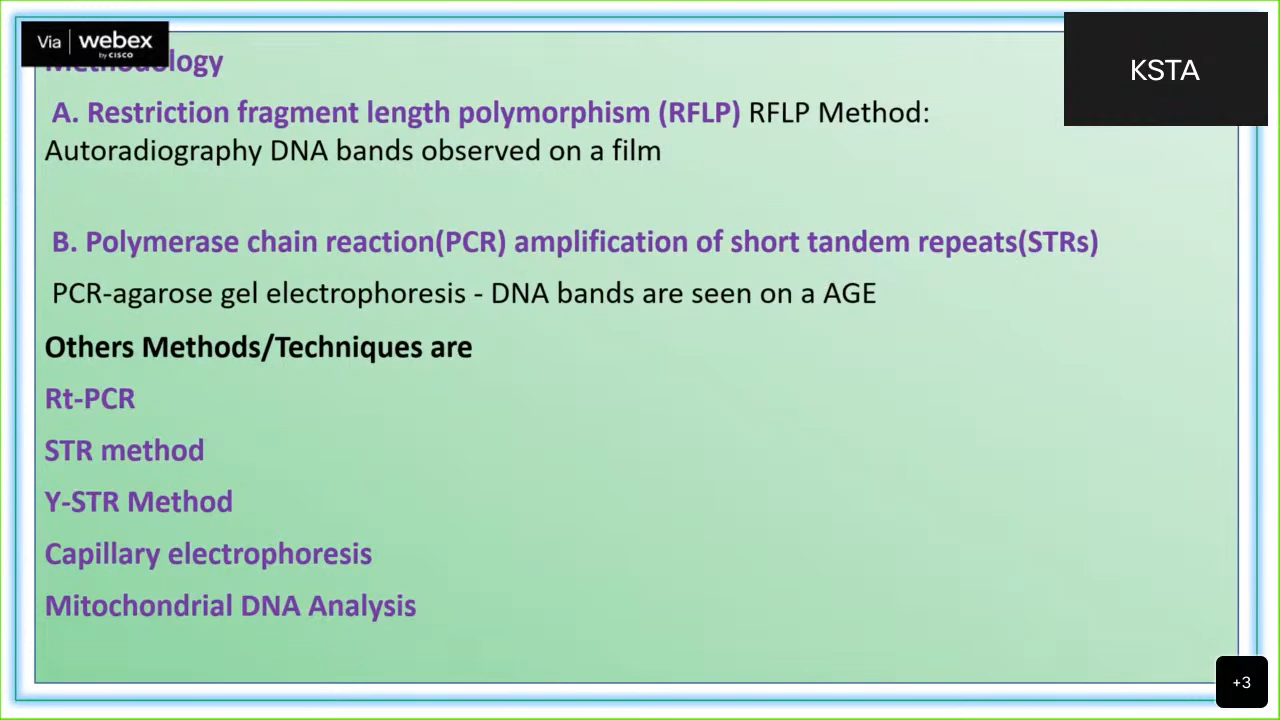 Via webex
by CISCO
KSTA
Methodology
A. Restriction fragment length polymorphism (RFLP) RFLP Method:
Autoradiography DNA bands observed on a film
B. Polymerase chain reaction(PCR) amplification of short tandem repeats(STRs)
PCR-agarose gel electrophoresis - DNA bands are seen on a AGE
Others Methods/Techniques are
Rt-PCR
STR method
Y-STR Method
Capillary electrophoresis
Mitochondrial DNA Analysis
+3